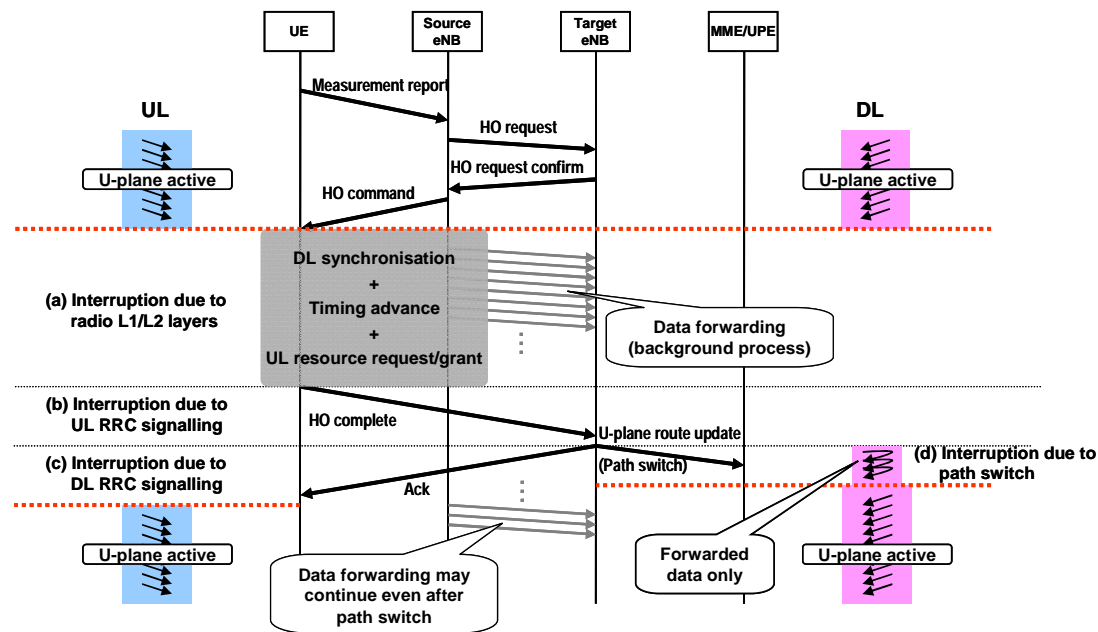 UE
Source
eNB
Target
eNB
MME/UPE
Measurement report
UL
DL
HO request
HO request confirm
U-plane active
U-plane active
HO command
DL synchronisation
+
Timing advance
+
UL resource request/grant
(a) Interruption due to
radio L1/L2 layers
Data forwarding
(background process)
(b) Interruption due to
UL RRC signalling
HO complete
U-plane route update
(Path switch)
(c) Interruption due to
DL RRC signalling
(d) Interruption due to
path switch
Ack
U-plane active
U-plane active
Forwarded
data only
Data forwarding may
continue even after
path switch